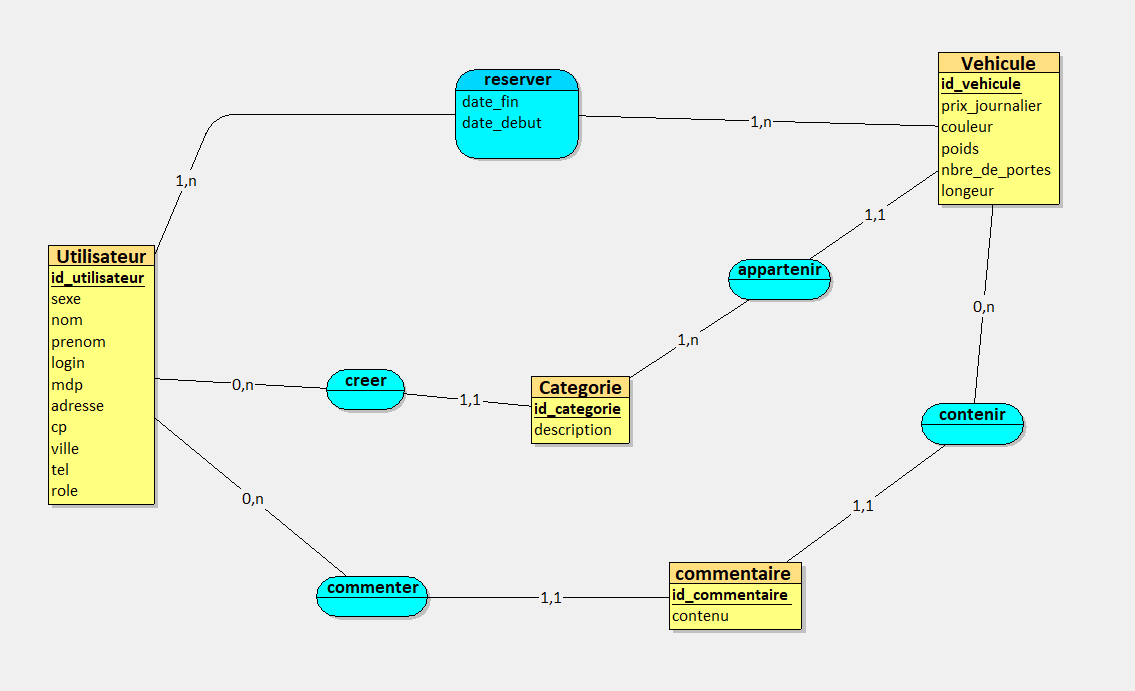 reserver
date_fin
date_debut
Vehicule
id_vehicule
prix_journalier
couleur
poids
nbre_de_portes
longeur
1,n
1,n
1,1
Utilisateur
id_utilisateur
sexe
nom
prenom
login
mdp
adresse
cp
ville
tel
role
appartenir
0,n
1,n
creer
0,n
1,1
Categorie
id_categorie
description
contenir
0,n
1,1
commenter
1,1
commentaire
id_commentaire
contenu